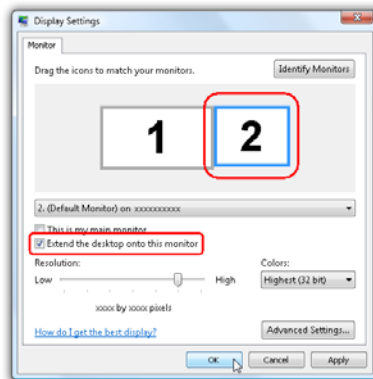 Display Settings
Monitor
Drag the icons to match your monitors.
Identify Monitors
1
2
2. (Default Monitor) on xxxxxxxxxx
This is my main monitor
Extend the desktop onto this monitor
Resolution:
Colors:
Low
High
Highest (32 bit)
xxxx by xxxx pixels
How do I get the best display?
Advanced Settings...
OK
Cancel
Apply